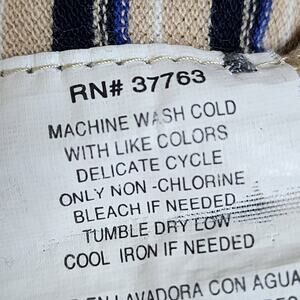 RN# 37763
MACHINE WASH COLD
WITH LIKE COLORS
DELICATE CYCLE
ONLY NON-CHLORINE
BLEACH IF NEEDED
TUMBLE DRY LOW
COOL IRON IF NEEDED
EN LAVADORA CON AGUA